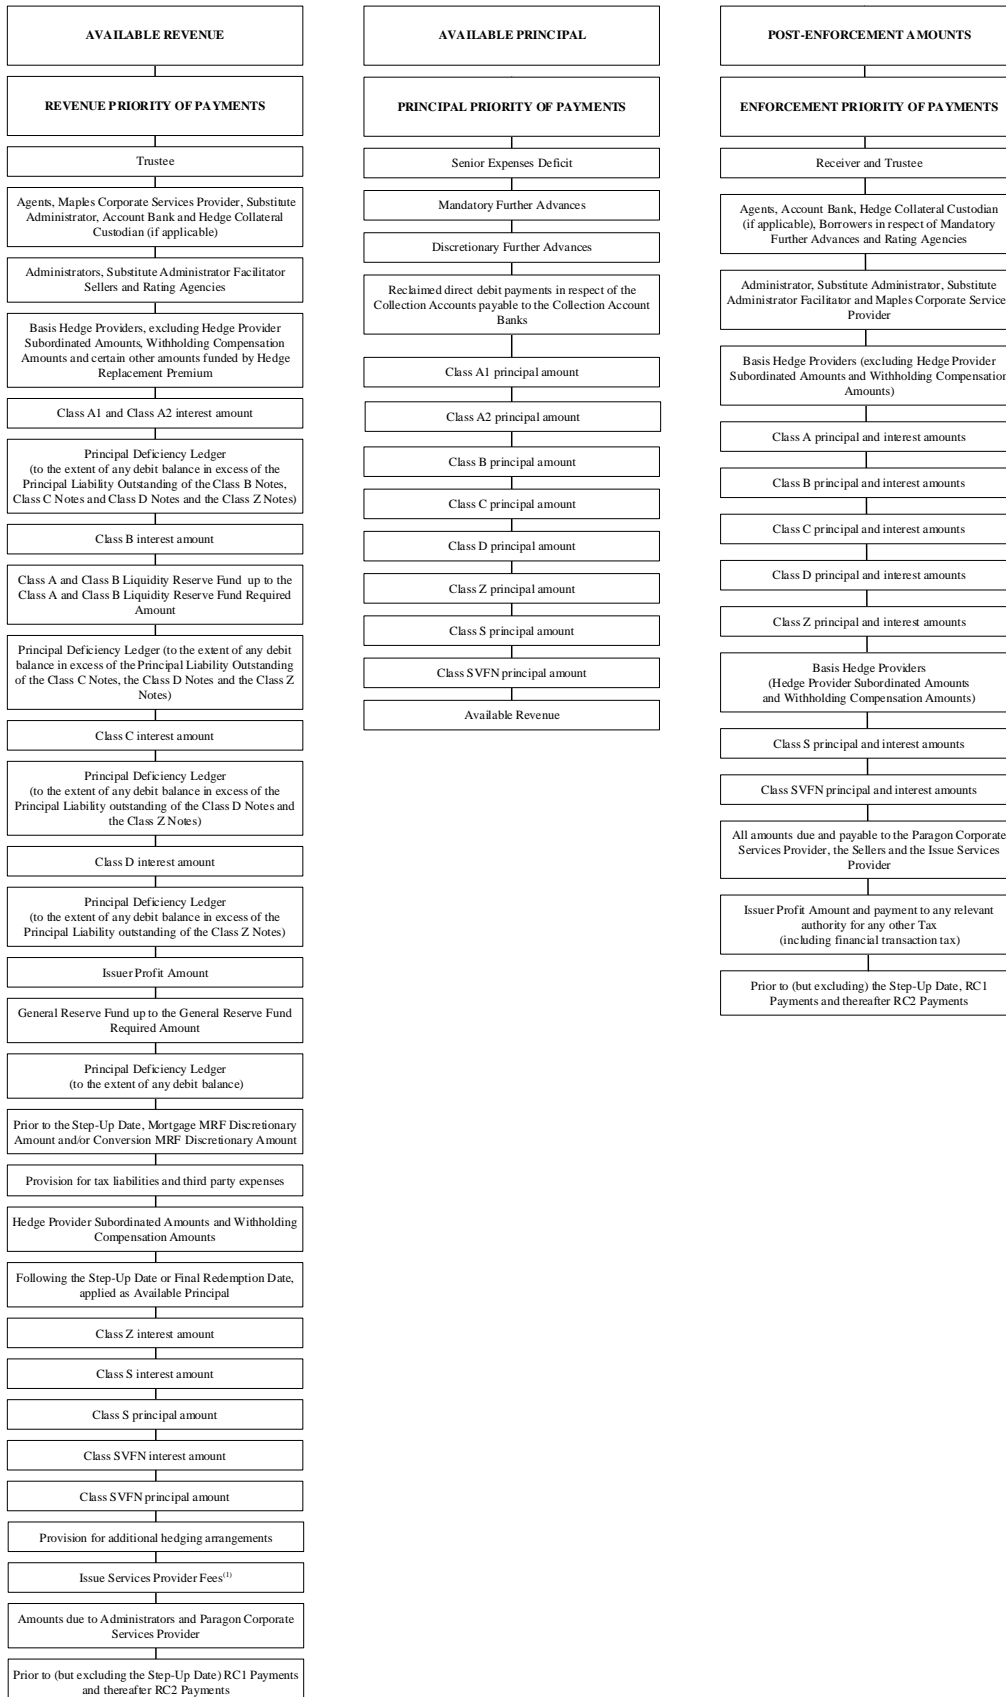 AVAILABLE REVENUE
REVENUE PRIORITY OF PAYMENTS
Trustee
Agents, Maples Corporate Services Provider, Substitute
Administrator, Account Bank and Hedge Collateral
Custodian (if applicable)
Administrators, Substitute Administrator Facilitator
Sellers and Rating Agencies
Basis Hedge Providers, excluding Hedge Provider
Subordinated Amounts, Withholding Compensation
Amounts and certain other amounts funded by Hedge
Replacement Premium
Class A1 and Class A2 interest amount
Principal Deficiency Ledger
(to the extent of any debit balance in excess of the
Principal Liability Outstanding of the Class B Notes,
Class C Notes and Class D Notes and the Class Z Notes)
Class B interest amount
Class A and Class B Liquidity Reserve Fund up to the
Class A and Class B Liquidity Reserve Fund Required
Amount
Principal Deficiency Ledger (to the extent of any debit
balance in excess of the Principal Liability Outstanding
of the Class C Notes, the Class D Notes and the Class Z
Notes)
Class C interest amount
Principal Deficiency Ledger
(to the extent of any debit balance in excess of the
Principal Liability outstanding of the Class D Notes and
the Class Z Notes)
Class D interest amount
Principal Deficiency Ledger
(to the extent of any debit balance in excess of the
Principal Liability outstanding of the Class Z Notes)
Issuer Profit Amount
General Reserve Fund up to the General Reserve Fund
Required Amount
Principal Deficiency Ledger
(to the extent of any debit balance)
Prior to the Step-Up Date, Mortgage MRF Discretionary
Amount and/or Conversion MRF Discretionary Amount
Provision for tax liabilities and third party expenses
Hedge Provider Subordinated Amounts and Withholding
Compensation Amounts
Following the Step-Up Date or Final Redemption Date,
applied as Available Principal
Class Z interest amount
Class S interest amount
Class S principal amount
Class SVFN interest amount
Class SVFN principal amount
Provision for additional hedging arrangements
Issue Services Provider Fees(1)
Amounts due to Administrators and Paragon Corporate
Services Provider
Prior to (but excluding the Step-Up Date) RC1 Payments
and thereafter RC2 Payments
AVAILABLE PRINCIPAL
PRINCIPAL PRIORITY OF PAYMENTS
Senior Expenses Deficit
Mandatory Further Advances
Discretionary Further Advances
Reclaimed direct debit payments in respect of the
Collection Accounts payable to the Collection Account
Banks
Class A1 principal amount
Class A2 principal amount
Class B principal amount
Class C principal amount
Class D principal amount
Class Z principal amount
Class S principal amount
Class SVFN principal amount
Available Revenue
POST-ENFORCEMENT AMOUNTS
ENFORCEMENT PRIORITY OF PAYMENTS
Receiver and Trustee
Agents, Account Bank, Hedge Collateral Custodian
(if applicable), Borrowers in respect of Mandatory
Further Advances and Rating Agencies
Administrator, Substitute Administrator, Substitute
Administrator Facilitator and Maples Corporate Service
Provider
Basis Hedge Providers (excluding Hedge Provider
Subordinated Amounts and Withholding Compensation
Amounts)
Class A principal and interest amounts
Class B principal and interest amounts
Class C principal and interest amounts
Class D principal and interest amounts
Class Z principal and interest amounts
Basis Hedge Providers
(Hedge Provider Subordinated Amounts
and Withholding Compensation Amounts)
Class S principal and interest amounts
Class SVFN principal and interest amounts
All amounts due and payable to the Paragon Corporate
Services Provider, the Sellers and the Issue Services
Provider
Issuer Profit Amount and payment to any relevant
authority for any other Tax
(including financial transaction tax)
Prior to (but excluding) the Step-Up Date, RC1
Payments and thereafter RC2 Payments